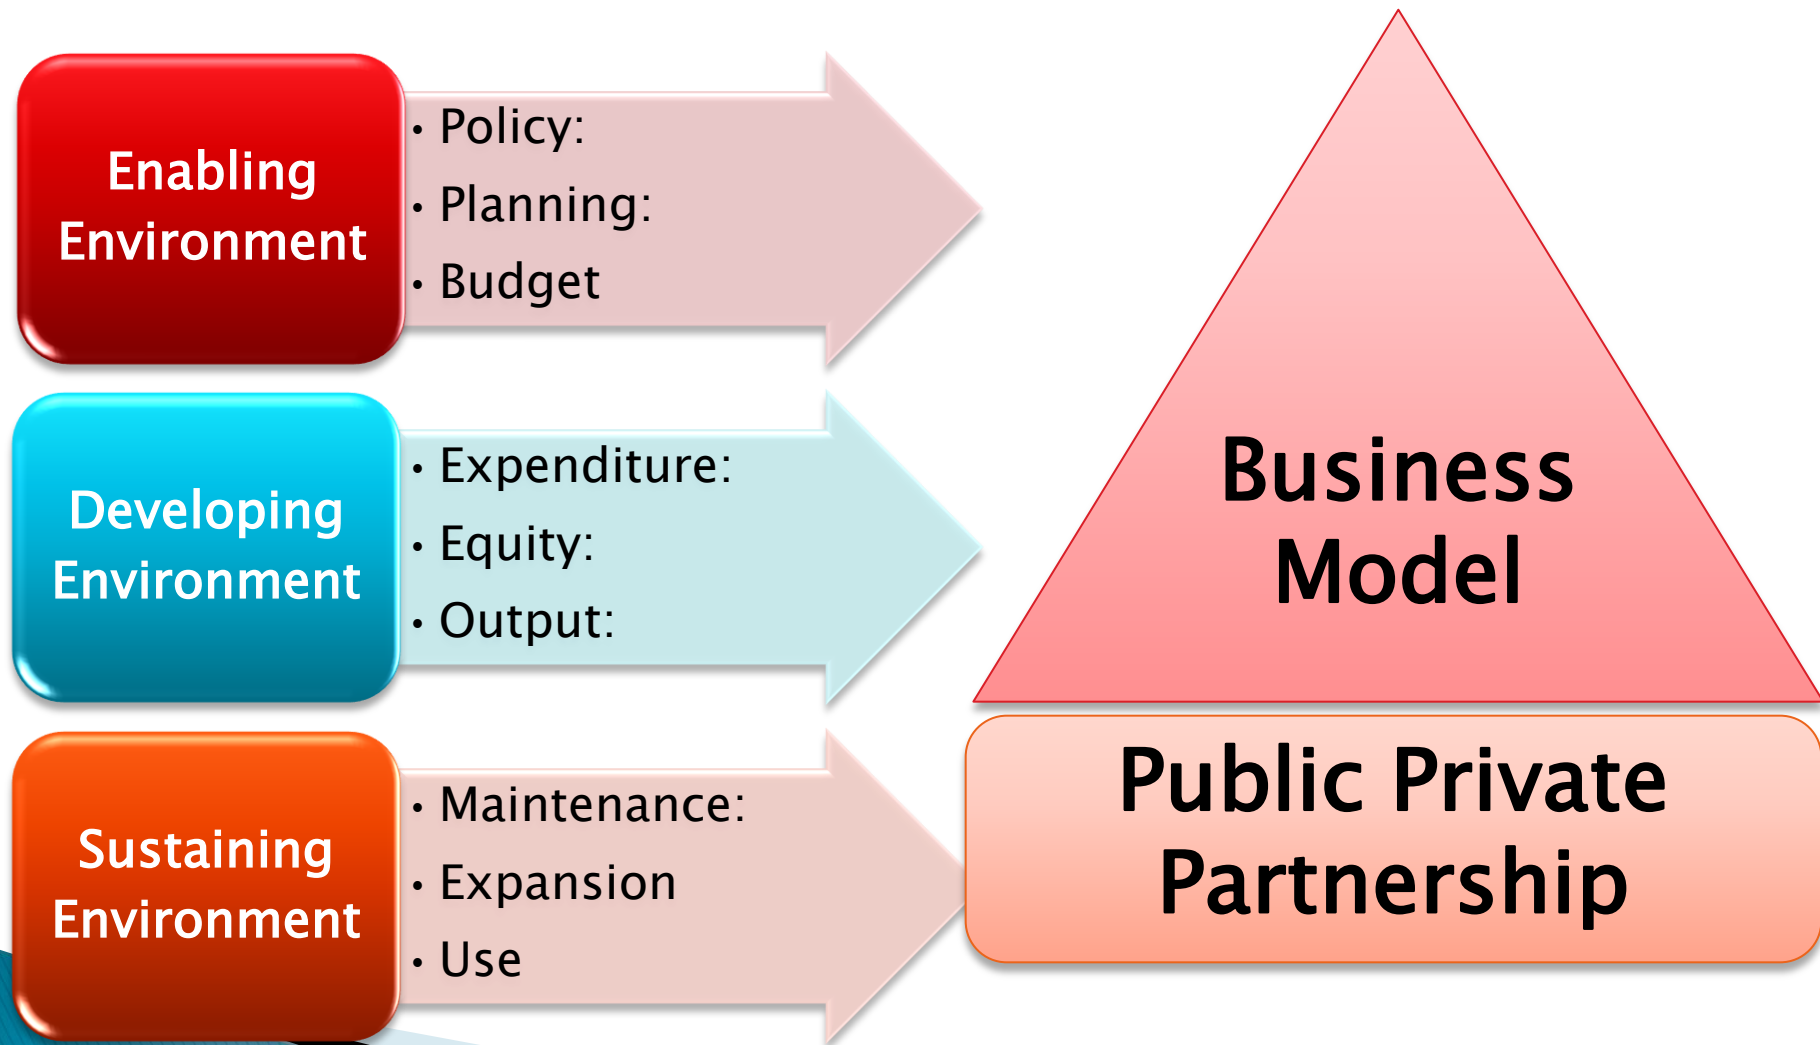 Enabling
Environment
• Policy:
• Planning:
• Budget
Developing
Environment
• Expenditure:
• Equity:
• Output:
Sustaining
Environment
• Maintenance:
• Expansion
• Use
Business
Model
Public Private
Partnership